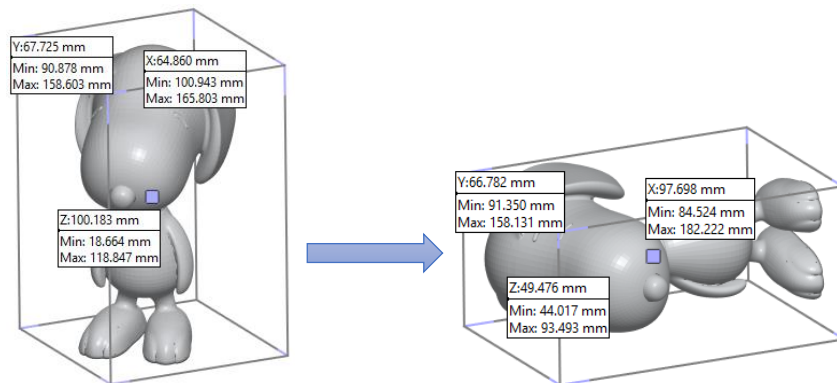 Y:67.725 mm
Min: 90.878 mm
Max: 158.603 mm
X:64.860 mm
Min: 100.943 mm
Max: 165.803 mm
Z:100.183 mm
Min: 18.664 mm
Max: 118.847 mm
Y:66.782 mm
Min: 91.350 mm
Max: 158.131 mm
X:97.698 mm
Min: 84.524 mm
Max: 182.222 mm
Z:49.476 mm
Min: 44.017 mm
Max: 93.493 mm